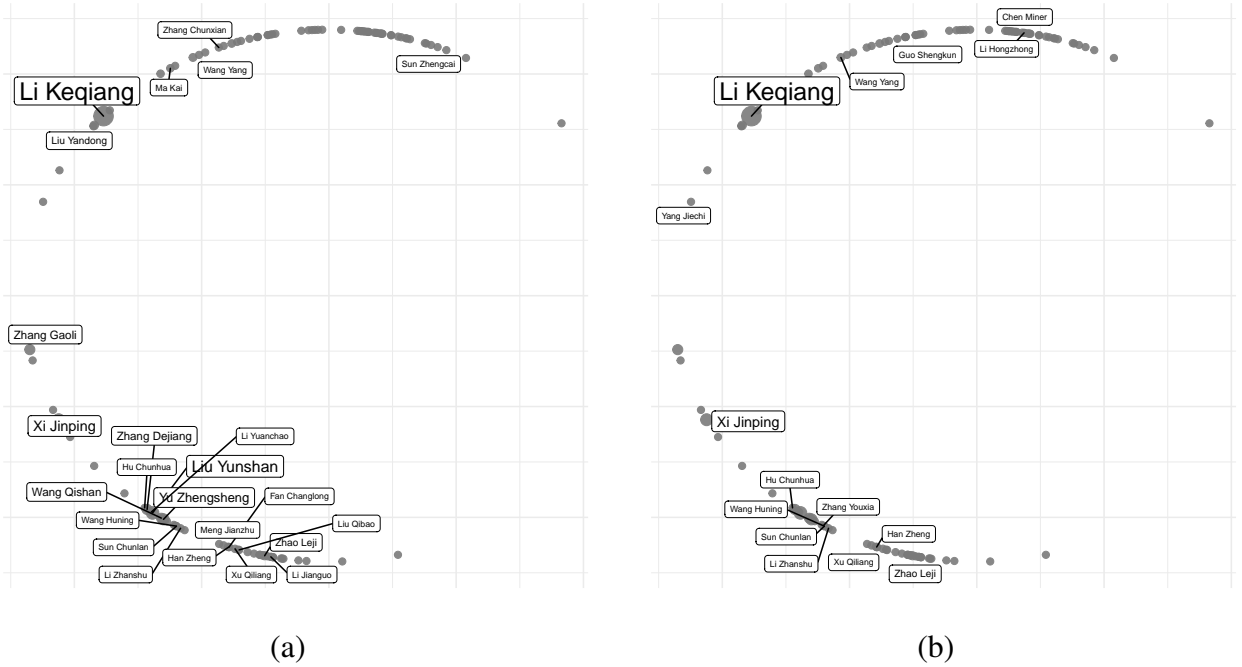 Zhang Chunxian
Wang Yang
Sun Zhengcai
Ma Kai
Li Keqiang
Liu Yandong
Zhang Gaoli
Xi Jinping
Zhang Dejiang
Li Yuanchao
Hu Chunhua
Liu Yunshan
Wang Qishan
Yu Zhengsheng
Fan Changlong
Wang Huning
Meng Jianzhu
Liu Qibao
Sun Chunlan
Han Zheng
Zhao Leji
Li Zhanshu
Xu Qiliang
Li Jianguo
(a)
Chen Miner
Guo Shengkun
Li Hongzhong
Wang Yang
Li Keqiang
Yang Jiechi
Xi Jinping
Hu Chunhua
Wang Huning
Zhang Youxia
Sun Chunlan
Han Zheng
Li Zhanshu
Xu Qiliang
Zhao Leji
(b)